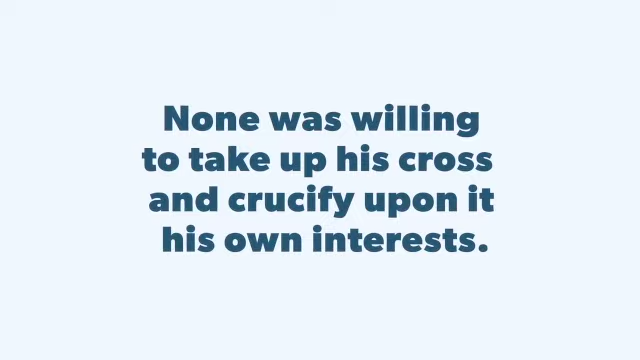 None was willing
to take up his cross
and crucify upon it
his own interests.